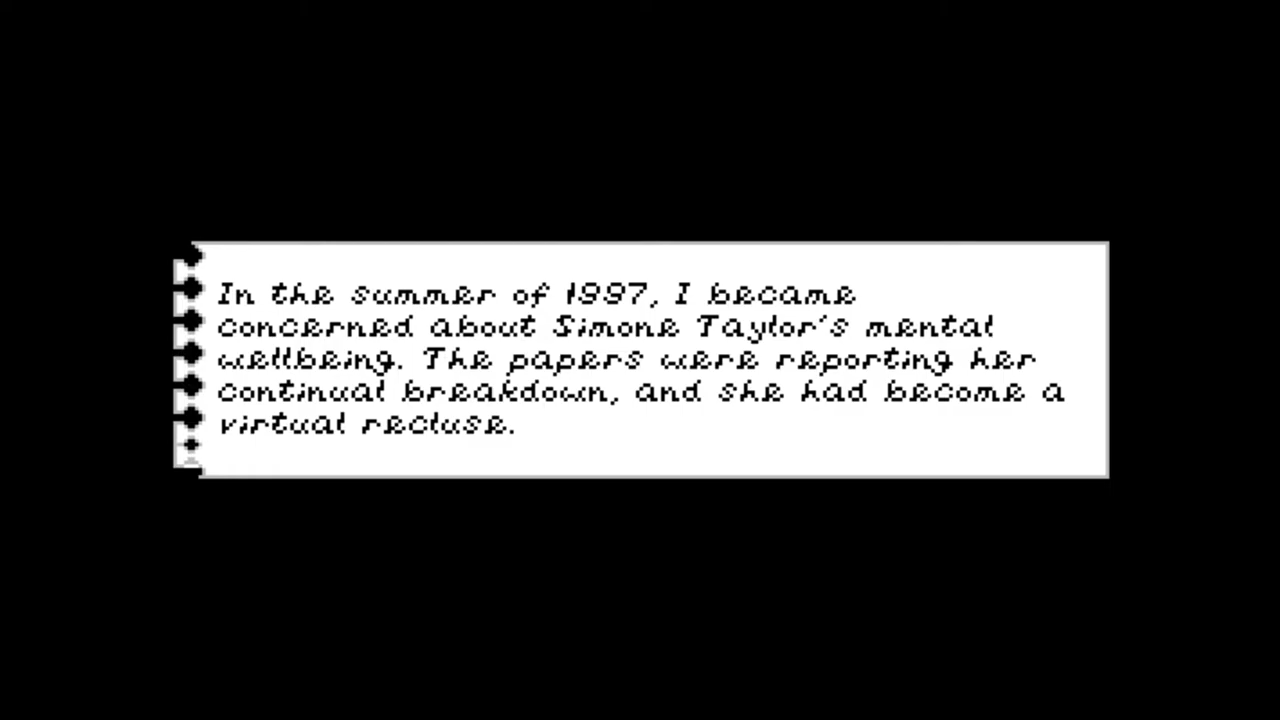 In the summer of 1997, I became
concerned about Simone Taylor's mental
wellbeing. The papers were reporting her
continual breakdown, and she had become a
virtual recluse.